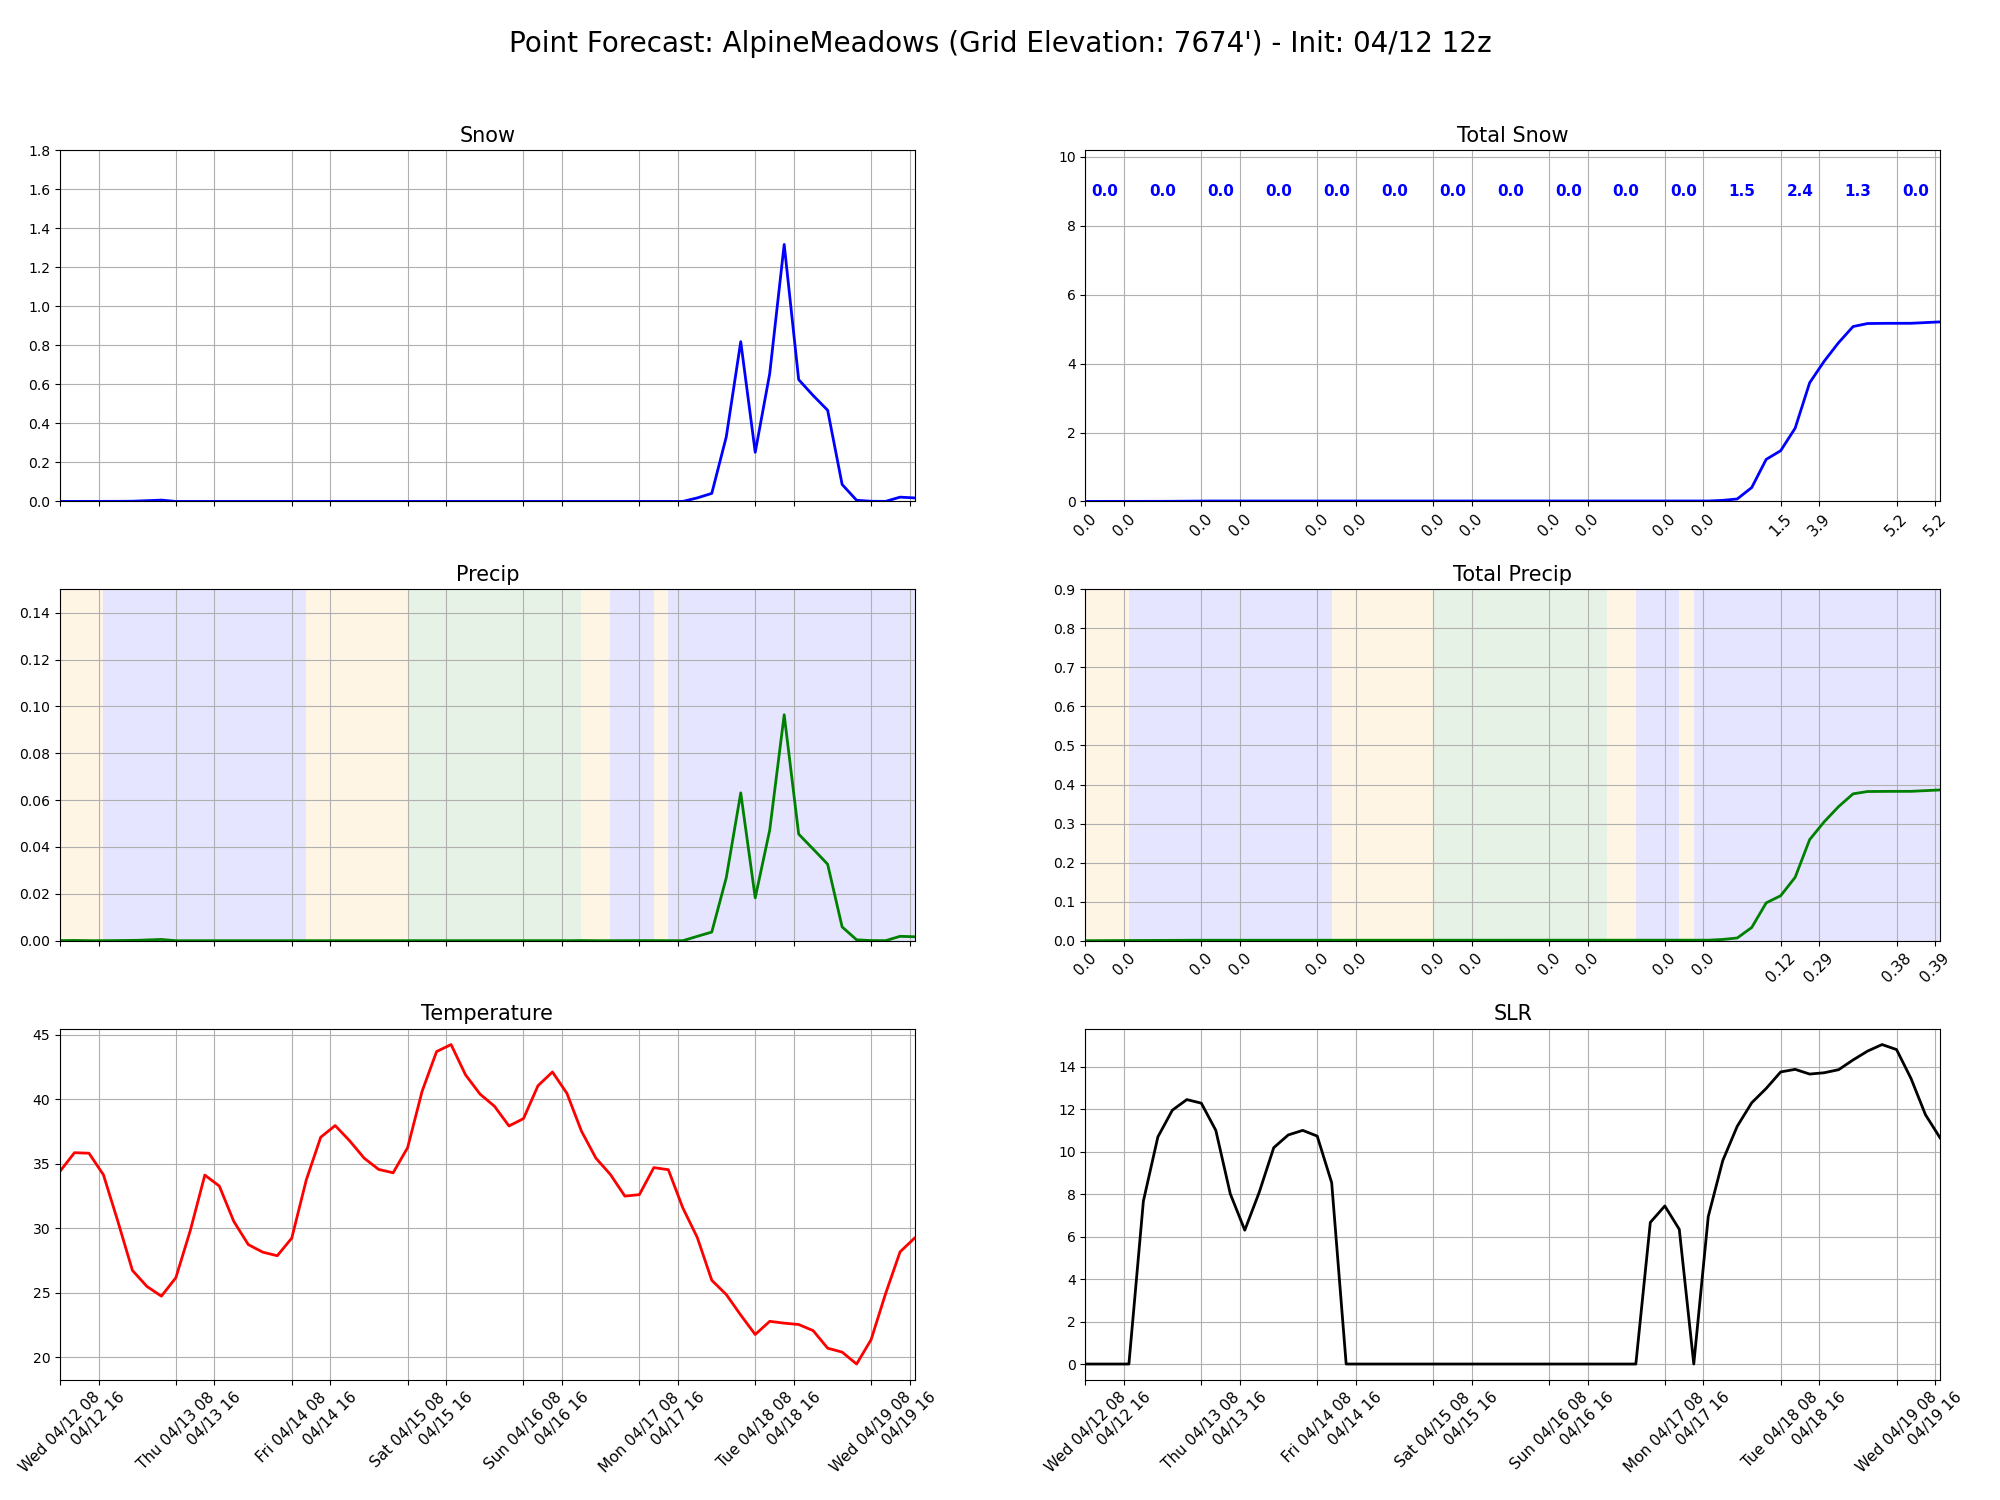 Point Forecast: AlpineMeadows (Grid Elevation: 7674') - Init: 04/12 12z
Snow
1.8
1.6
1.4
1.2
1.0
0.8
0.6
0.4
0.2
0.0
Total Snow
10
8
6
4
2
0
0.0 0.0 0.0 0.0 0.0 0.0 0.0 0.0 0.0 0.0 0.0 1.5 2.4 1.3 0.0
0.0 0.0 0.0 0.0 0.0 0.0 0.0 0.0 0.0 0.0 0.0 0.0 1.5 3.9 5.2 5.2
Precip
0.14
0.12
0.10
0.08
0.06
0.04
0.02
0.00
Total Precip
0.9
0.8
0.7
0.6
0.5
0.4
0.3
0.2
0.1
0.0
0.0 0.0 0.0 0.0 0.0 0.0 0.0 0.0 0.0 0.0 0.0 0.0 0.12 0.29 0.38 0.39
Temperature
45
40
35
30
25
20
Wed 04/12 08
04/12 16
Thu 04/13 08
04/13 16
Fri 04/14 08
04/14 16
Sat 04/15 08
04/15 16
Sun 04/16 08
04/16 16
Mon 04/17 08
04/17 16
Tue 04/18 08
04/18 16
Wed 04/19 08
04/19 16
SLR
14
12
10
8
6
4
2
0
Wed 04/12 08
04/12 16
Thu 04/13 08
04/13 16
Fri 04/14 08
04/14 16
Sat 04/15 08
04/15 16
Sun 04/16 08
04/16 16
Mon 04/17 08
04/17 16
Tue 04/18 08
04/18 16
Wed 04/19 08
04/19 16